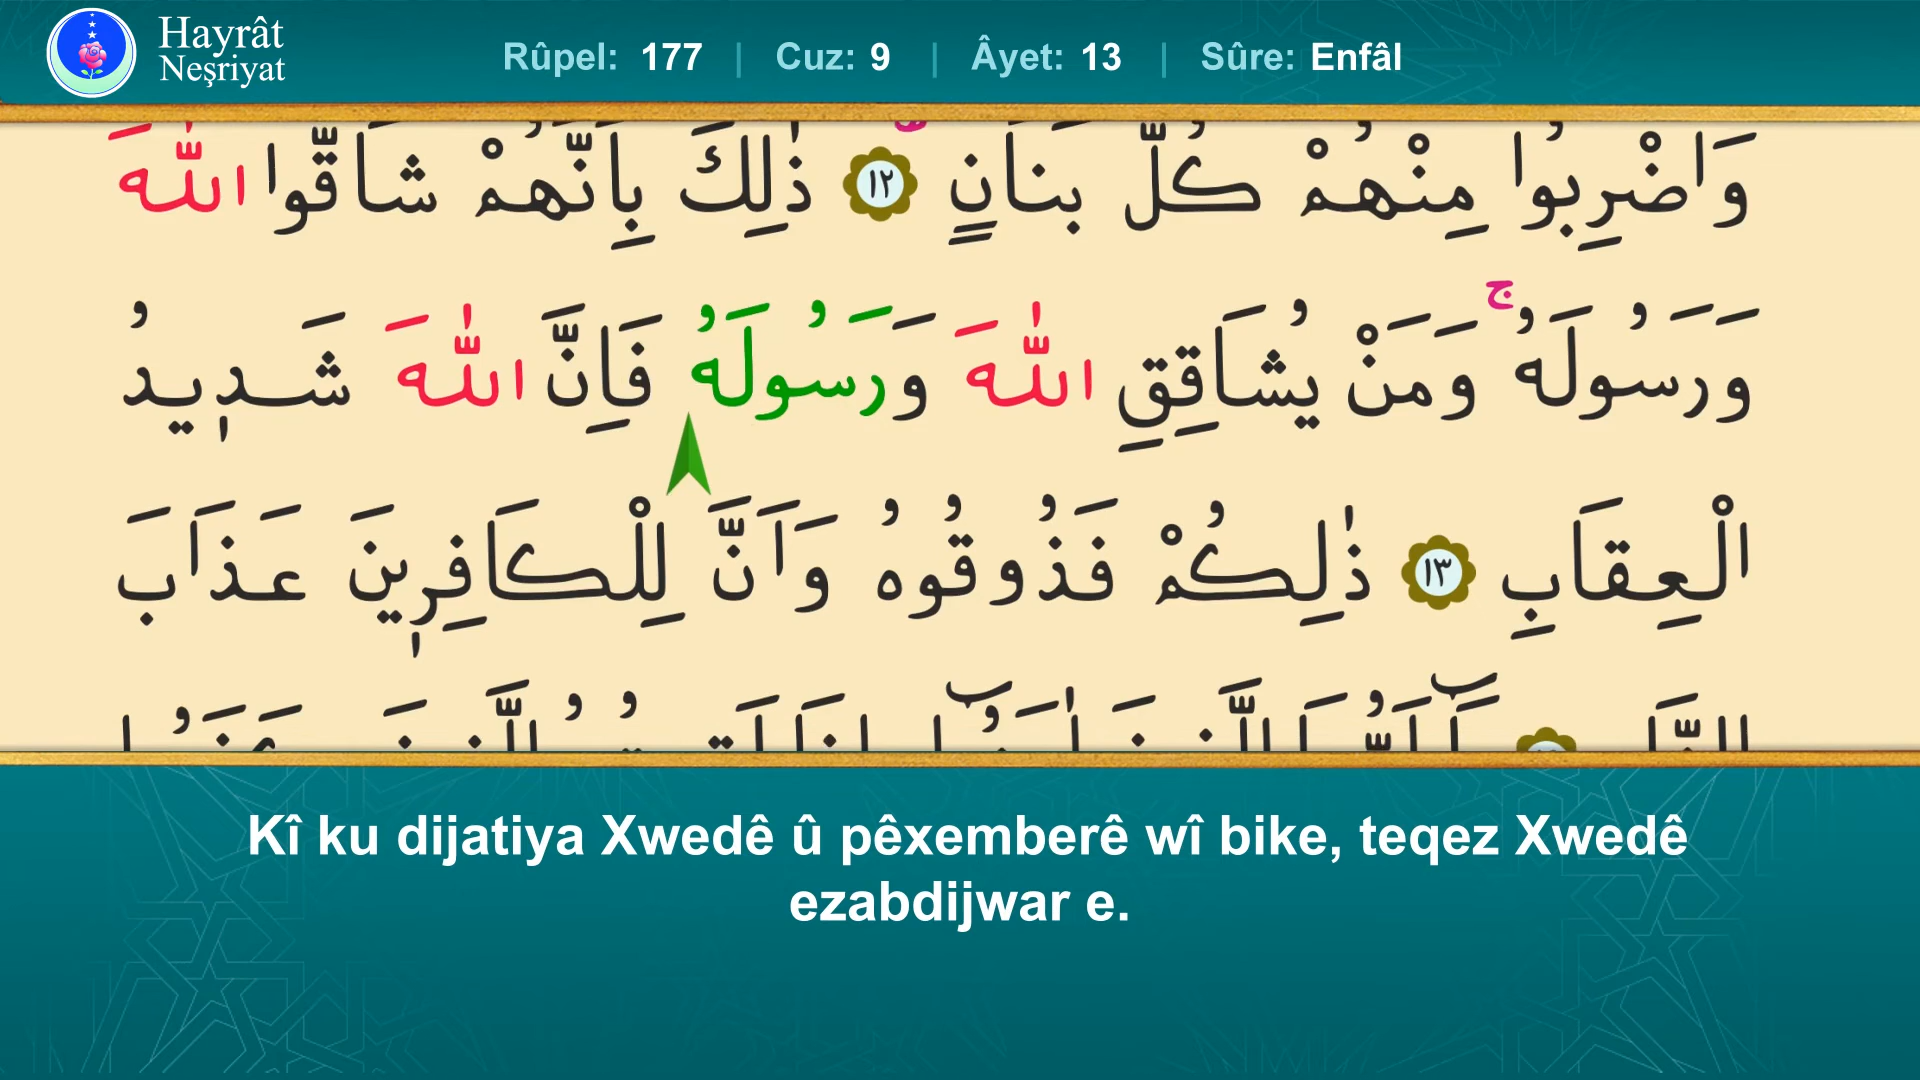 Hayrât
Neşriyat
Rûpel: 177 | Cuz: 9 | Âyet: 13 | Sûre: Enfâl
وَاضْرِبُوا مِنْهُمْ كُلَّ بَنَانٍ ١٢ ذٰلِكَ بِاَنَّهُمْ شَاقُّوا اللّٰهَ
وَرَسُولَهُ ج وَمَنْ يُشَاقِقِ اللّٰهَ وَرَسُولَهُ فَاِنَّ اللّٰهَ شَدٖيدُ
الْعِقَابِ ١٣ ذٰلِكُمْ فَذُوقُوهُ وَاَنَّ لِلْكَافِرٖينَ عَذَابَ
Kî ku dijatiya Xwedê û pêxemberê wî bike, teqez Xwedê
ezabdijwar e.